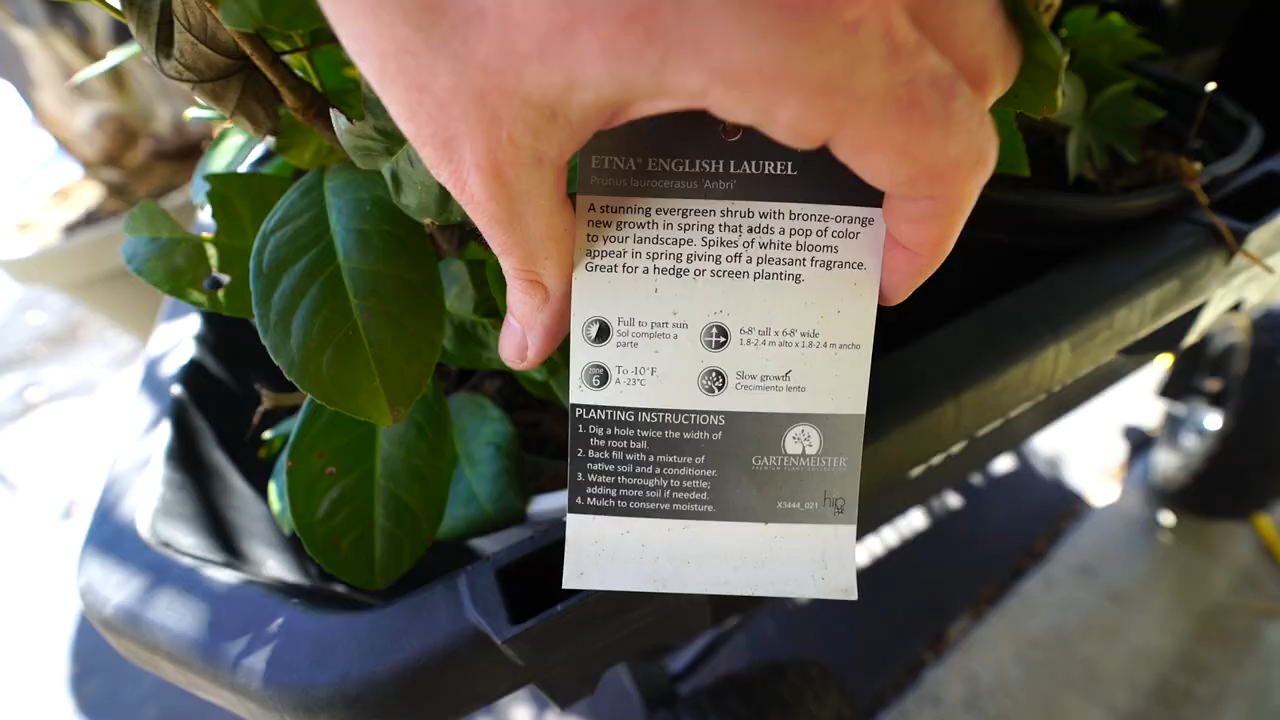 ETNA® ENGLISH LAUREL
Prunus laurocerasus 'Anbri'
A stunning evergreen shrub with bronze-orange
new growth in spring that adds a pop of color
to your landscape. Spikes of white blooms
appear in spring giving off a pleasant fragrance.
Great for a hedge or screen planting.
Full to part sun
Sol completo a
parte
6-8' tall x 6-8' wide
1.8-2.4 m alto x 1.8-2.4 m ancho
ZONE
6
To -10°F
A -23°C
Slow growth
Crecimiento lento
PLANTING INSTRUCTIONS
1. Dig a hole twice the width of
the root ball.
2. Back fill with a mixture of
native soil and a conditioner.
3. Water thoroughly to settle;
adding more soil if needed.
4. Mulch to conserve moisture.
GARTENMEISTER
PREMIUM PLANT COLLECTION
X3444_021
hip